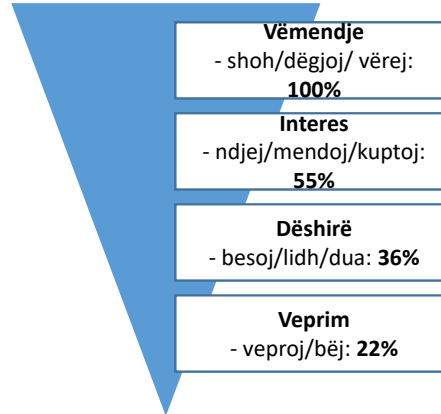 Vëmendje
- shoh/dëgjoj/ vërej:
100%
Interes
- ndjej/mendoj/kuptoj:
55%
Dëshirë
- besoj/lidh/dua: 36%
Veprim
- veproj/bëj: 22%